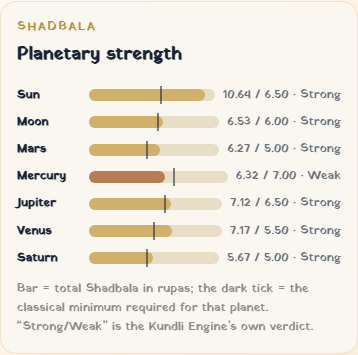 SHADBALA
Planetary strength
Sun 10.64 / 6.50 · Strong
Moon 6.53 / 6.00 · Strong
Mars 6.27 / 5.00 · Strong
Mercury 6.32 / 7.00 · Weak
Jupiter 7.12 / 6.50 · Strong
Venus 7.17 / 5.50 · Strong
Saturn 5.67 / 5.00 · Strong
Bar = total Shadbala in rupas; the dark tick = the
classical minimum required for that planet.
“Strong/Weak” is the Kundli Engine’s own verdict.